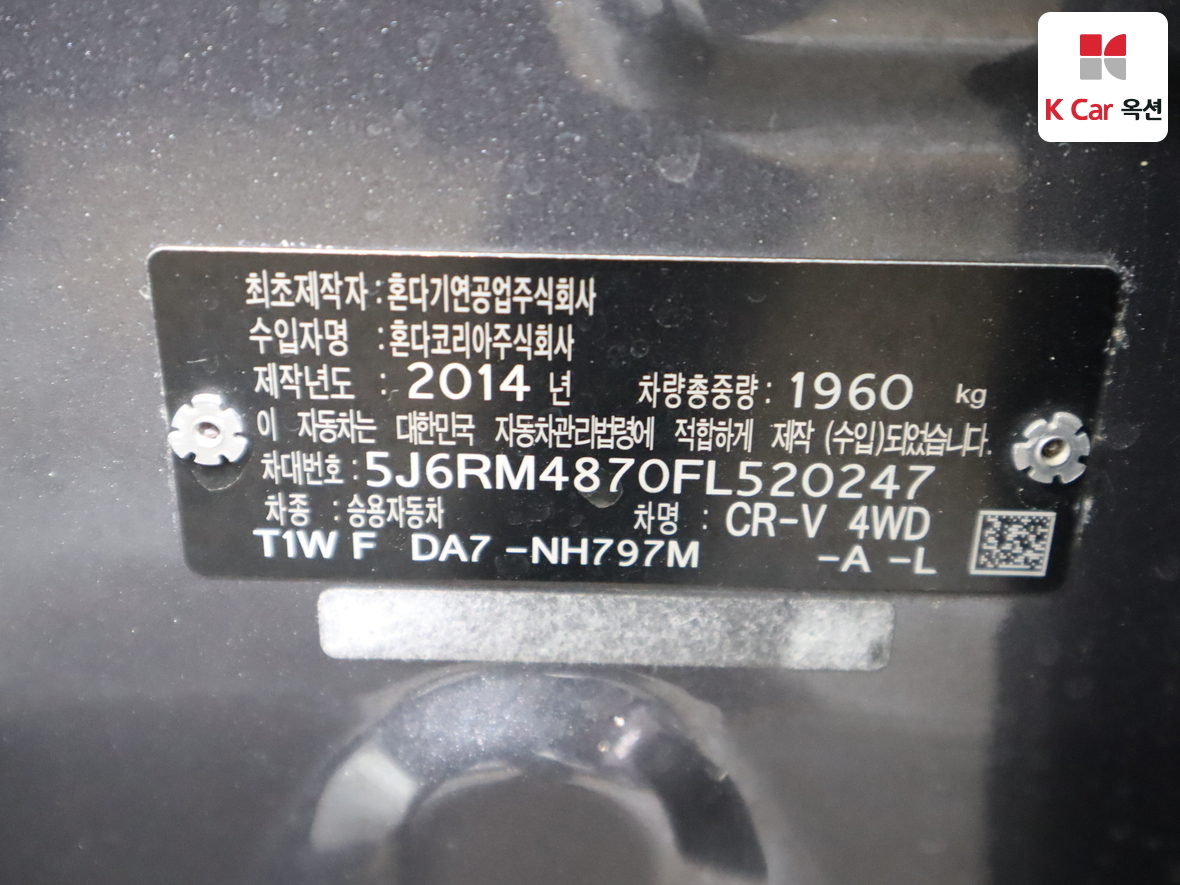 K Car 옥션
최초제작자 : 혼다기연공업주식회사
수입자명 : 혼다코리아주식회사
제작년도 : 2014 년 차량총중량 : 1960 kg
이 자동차는 대한민국 자동차관리법령에 적합하게 제작 (수입)되었습니다.
차대번호 : 5J6RM4870FL520247
차종 : 승용자동차 차명 : CR-V 4WD
T1W F DA7 -NH797M -A -L